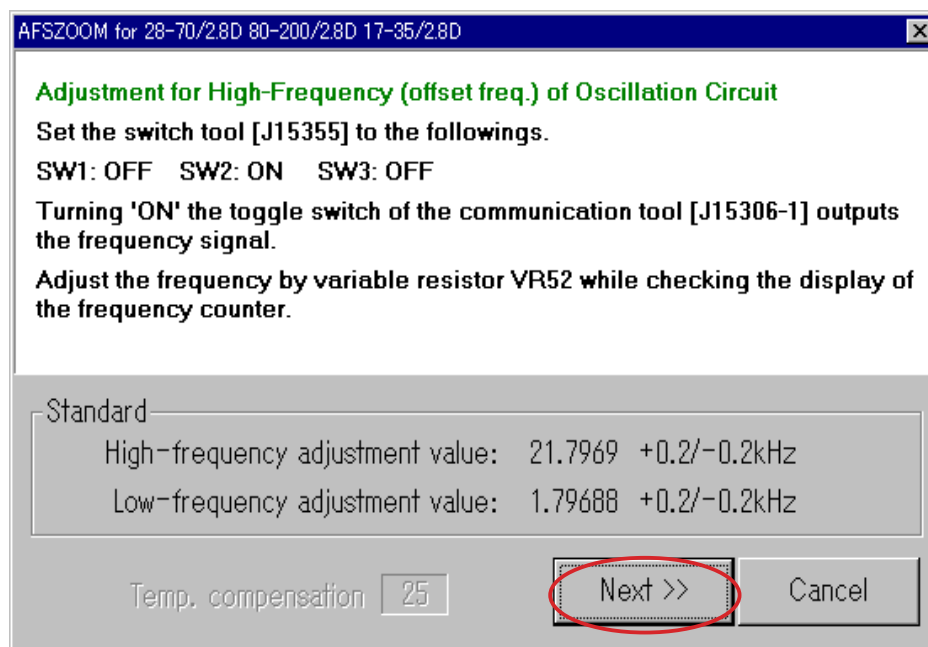 AFSZOOM for 28-70/2.8D 80-200/2.8D 17-35/2.8D
Adjustment for High-Frequency (offset freq.) of Oscillation Circuit
Set the switch tool [J15355] to the followings.
SW1: OFF SW2: ON SW3: OFF
Turning 'ON' the toggle switch of the communication tool [J15306-1] outputs
the frequency signal.
Adjust the frequency by variable resistor VR52 while checking the display of
the frequency counter.
Standard
High-frequency adjustment value: 21.7969 +0.2/-0.2kHz
Low-frequency adjustment value: 1.79688 +0.2/-0.2kHz
Temp. compensation 25 Next >> Cancel